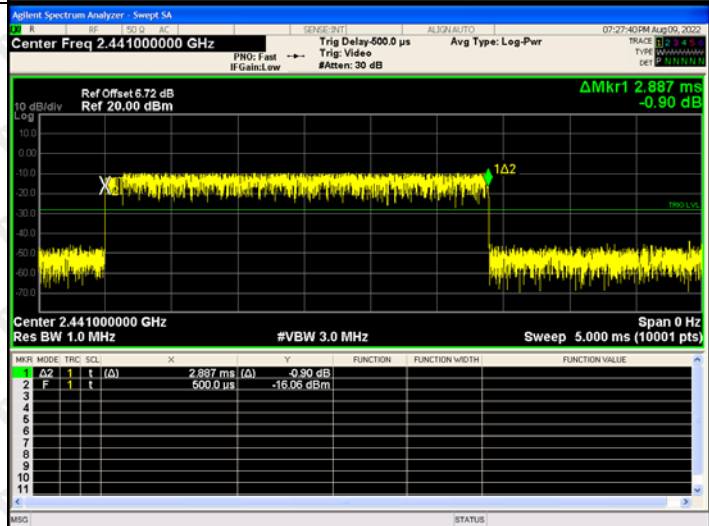 Agilent Spectrum Analyzer - Swept SA
R RF 50 Ω AC SENSE:INT ALIGNAUTO 07:27:40 PM Aug 09, 2022
Center Freq 2.441000000 GHz
PNO: Fast
IFGain:Low
Trig Delay-500.0 µs
Trig: Video
#Atten: 30 dB
Avg Type: Log-Pwr
TRACE 1 2 3 4 5 6
TYPE
DET P N N N N N
ΔMkr1 2.887 ms
-0.90 dB
Ref Offset 6.72 dB
10 dB/div Ref 20.00 dBm
Log
10.0
0.00
-10.0
1Δ2
-20.0
TRIG LVL
-30.0
-40.0
-50.0
-60.0
-70.0
Center 2.441000000 GHz Span 0 Hz
Res BW 1.0 MHz #VBW 3.0 MHz Sweep 5.000 ms (10001 pts)
MKR MODE TRC SCL X Y FUNCTION FUNCTION WIDTH FUNCTION VALUE
1 Δ2 1 t (Δ) 2.887 ms (Δ) -0.90 dB
2 F 1 t 500.0 µs -16.06 dBm
3
4
5
6
7
8
9
10
11
MSG STATUS